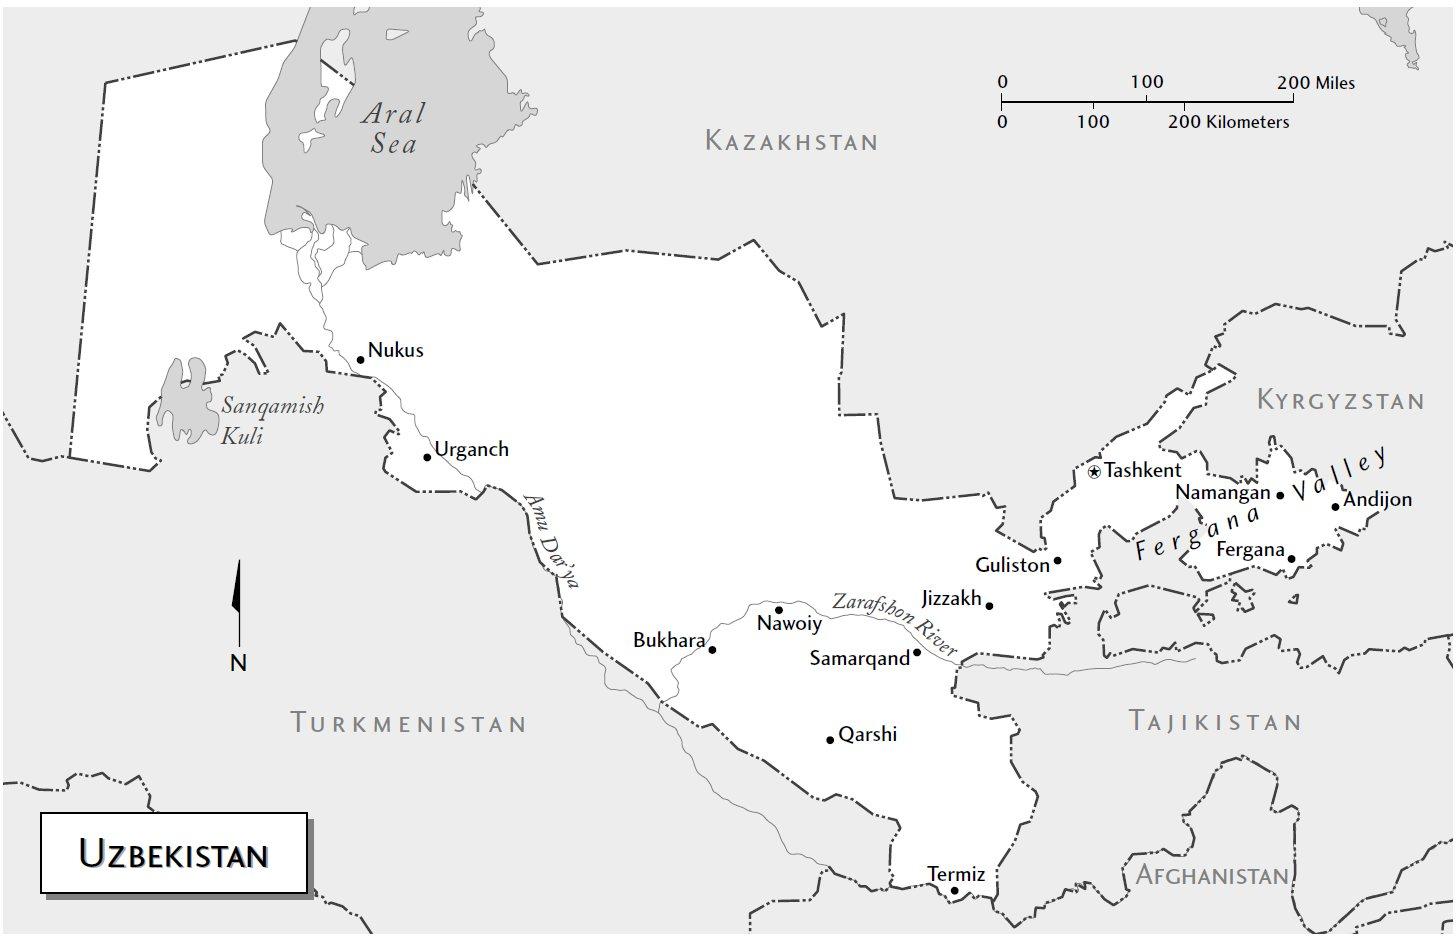 0 100 200 Miles
0 100 200 Kilometers
Aral
Sea
KAZAKHSTAN
Nukus
Sanqamish
Kuli
KYRGYZSTAN
Urganch
Tashkent
Namangan
Fergana Valley
Andijon
Amu Dar'ya
Fergana
Guliston
Jizzakh
Zarafshon River
Nawoiy
Bukhara
Samarqand
N
TURKMENISTAN
TAJIKISTAN
Qarshi
UZBEKISTAN
Termiz
AFGHANISTAN